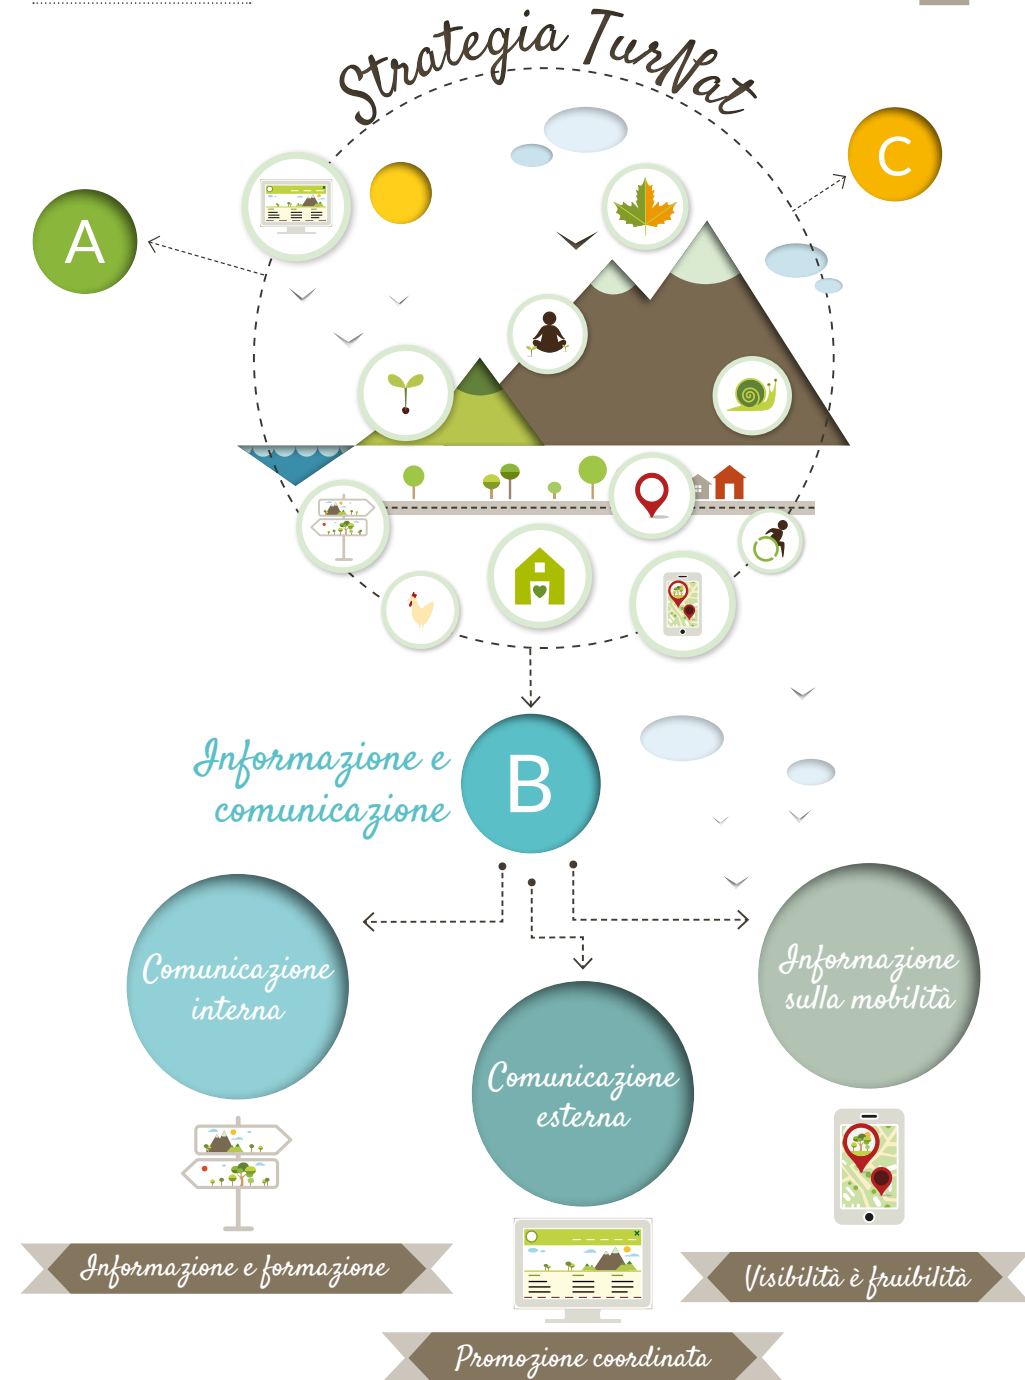 Strategia TurNat
A
C
Informazione e
comunicazione
B
Comunicazione
interna
Comunicazione
esterna
Informazione
sulla mobilità
Informazione e formazione
Promozione coordinata
Visibilità è fruibilità